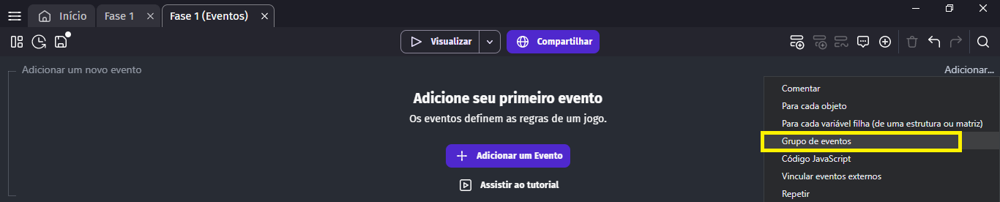 Início
Fase 1
Fase 1 (Eventos)
Visualizar
Compartilhar
Adicionar um novo evento
Adicionar...
Adicione seu primeiro evento
Os eventos definem as regras de um jogo.
Adicionar um Evento
Assistir ao tutorial
Comentar
Para cada objeto
Para cada variável filha (de uma estrutura ou matriz)
Grupo de eventos
Código JavaScript
Vincular eventos externos
Repetir